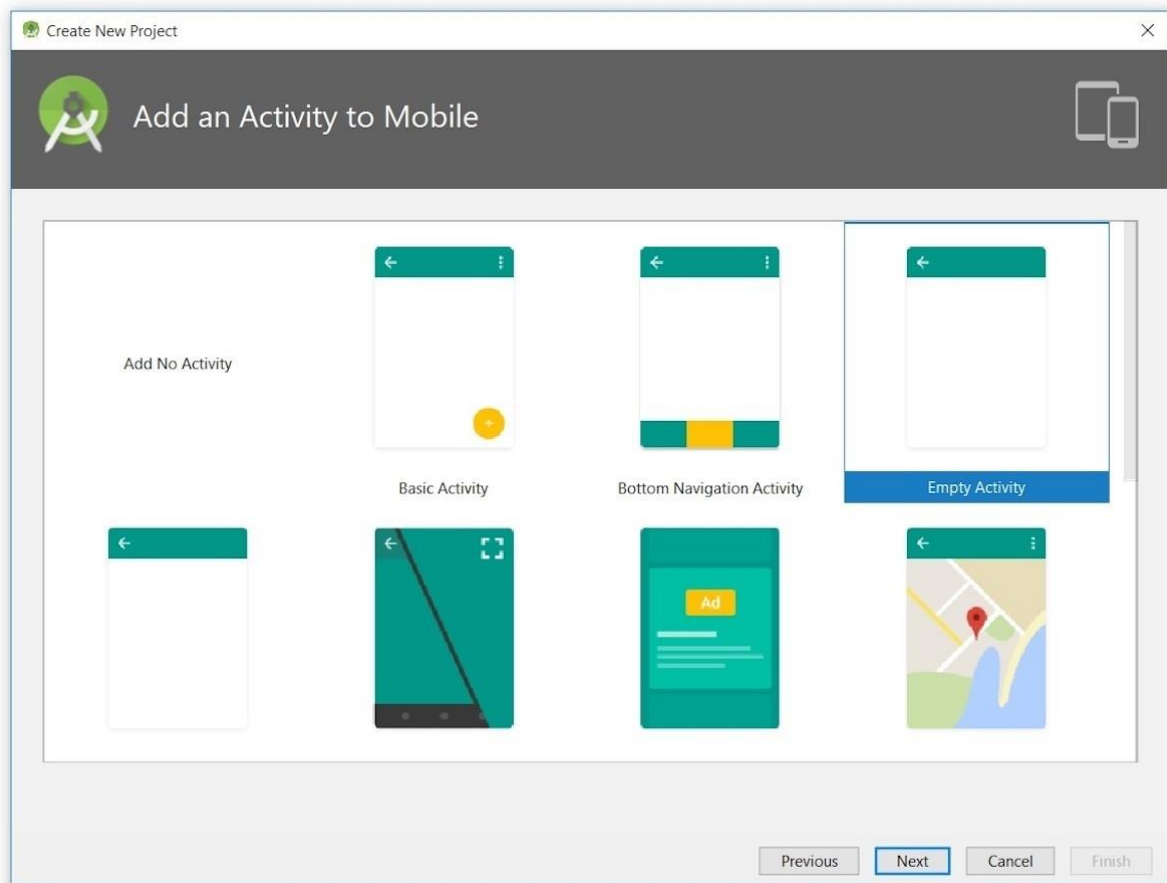 Create New Project
Add an Activity to Mobile
Add No Activity
Basic Activity
Bottom Navigation Activity
Empty Activity
Ad
Previous
Next
Cancel
Finish